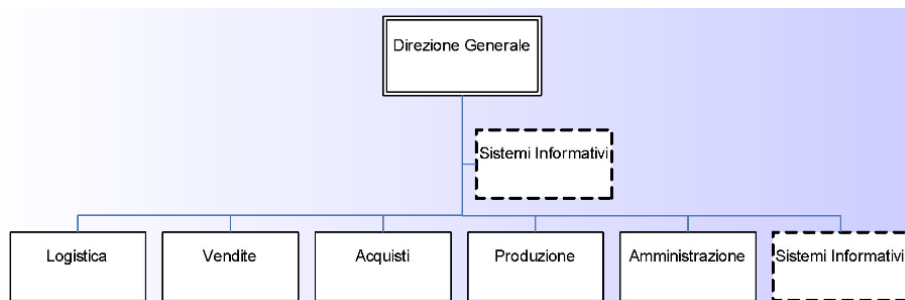 Direzione Generale
Sistemi Informativi
Logistica
Vendite
Acquisti
Produzione
Amministrazione
Sistemi Informativi